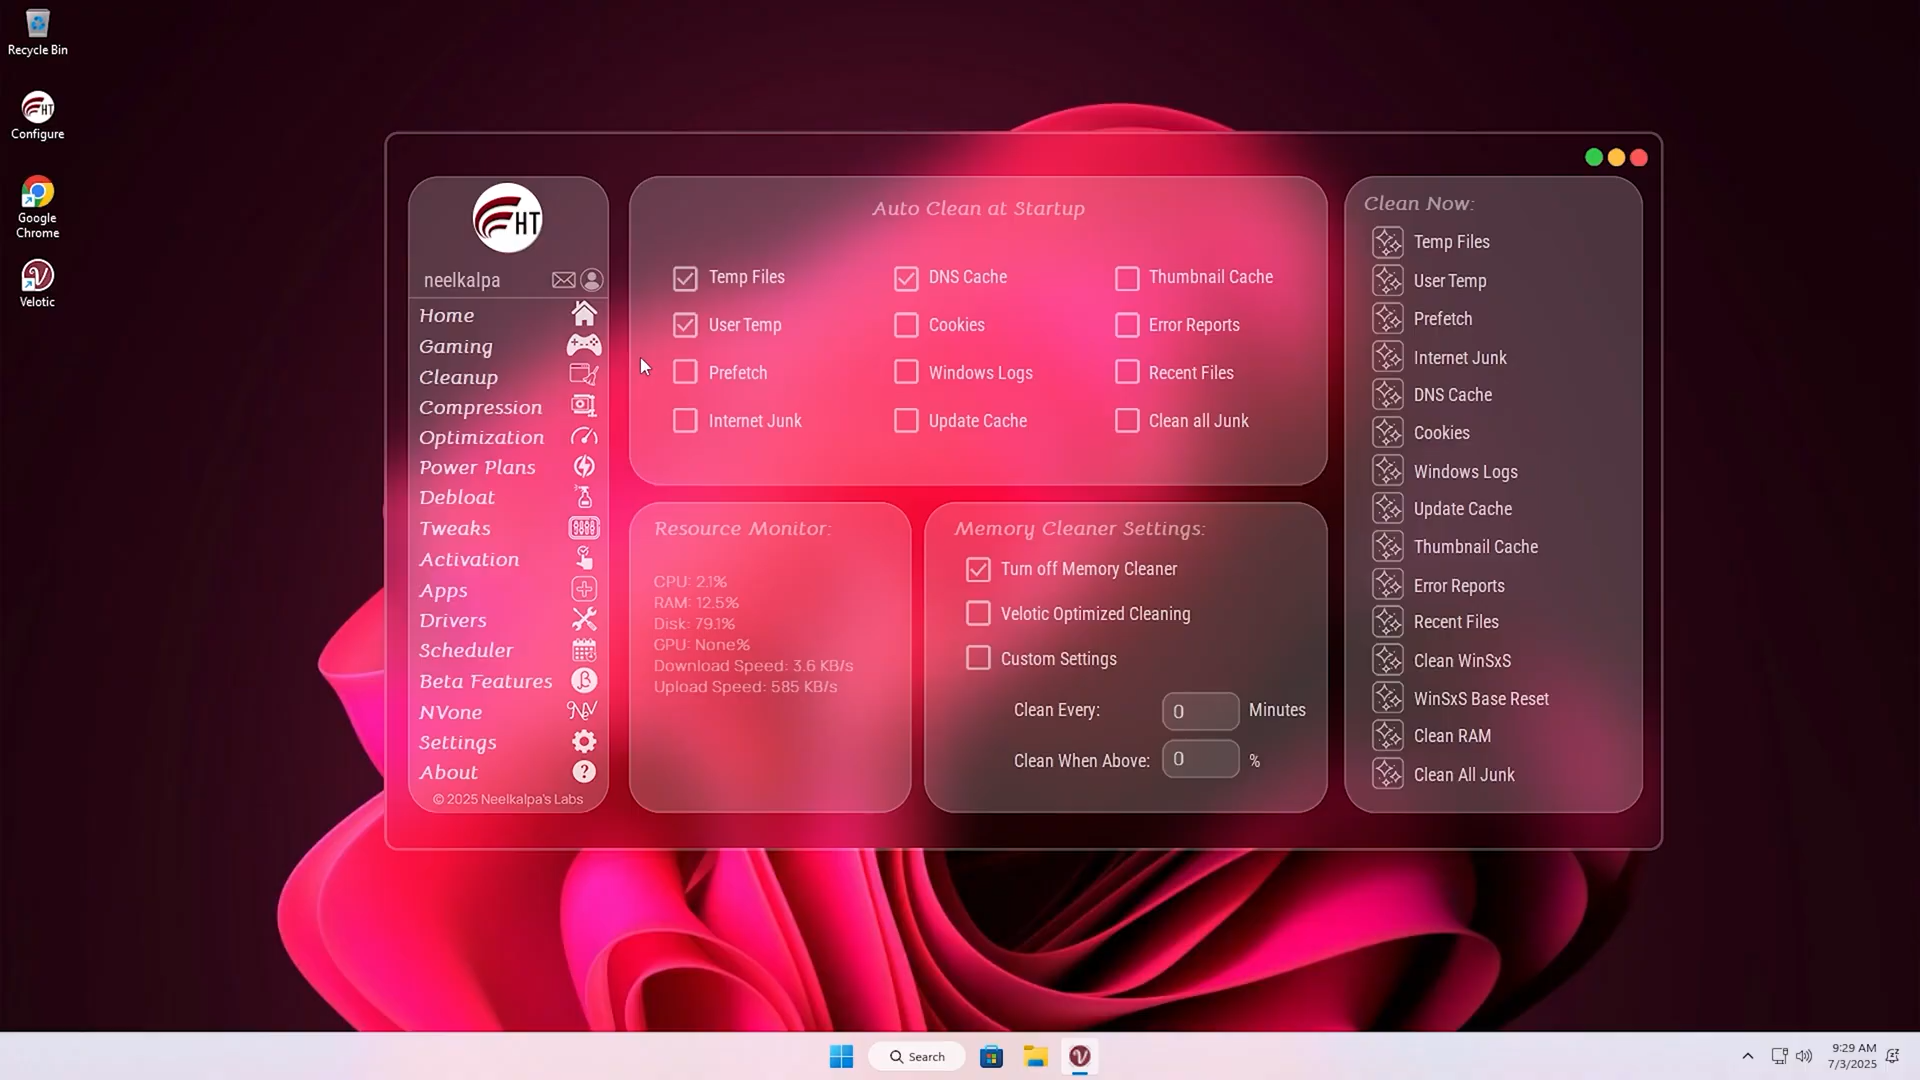 Recycle Bin
Configure
Google
Chrome
Velotic
HT
neelkalpa
Home
Gaming
Cleanup
Compression
Optimization
Power Plans
Debloat
Tweaks
Activation
Apps
Drivers
Scheduler
Beta Features
NVone
Settings
About
© 2025 Neelkalpa's Labs
Auto Clean at Startup
Temp Files
DNS Cache
Thumbnail Cache
User Temp
Cookies
Error Reports
Prefetch
Windows Logs
Recent Files
Internet Junk
Update Cache
Clean all Junk
Resource Monitor:
CPU: 2.1%
RAM: 12.5%
Disk: 79.1%
GPU: None%
Download Speed: 3.6 KB/s
Upload Speed: 585 KB/s
Memory Cleaner Settings:
Turn off Memory Cleaner
Velotic Optimized Cleaning
Custom Settings
Clean Every: 0 Minutes
Clean When Above: 0 %
Clean Now:
Temp Files
User Temp
Prefetch
Internet Junk
DNS Cache
Cookies
Windows Logs
Update Cache
Thumbnail Cache
Error Reports
Recent Files
Clean WinSxS
WinSxS Base Reset
Clean RAM
Clean All Junk
Search
9:29 AM
7/3/2025